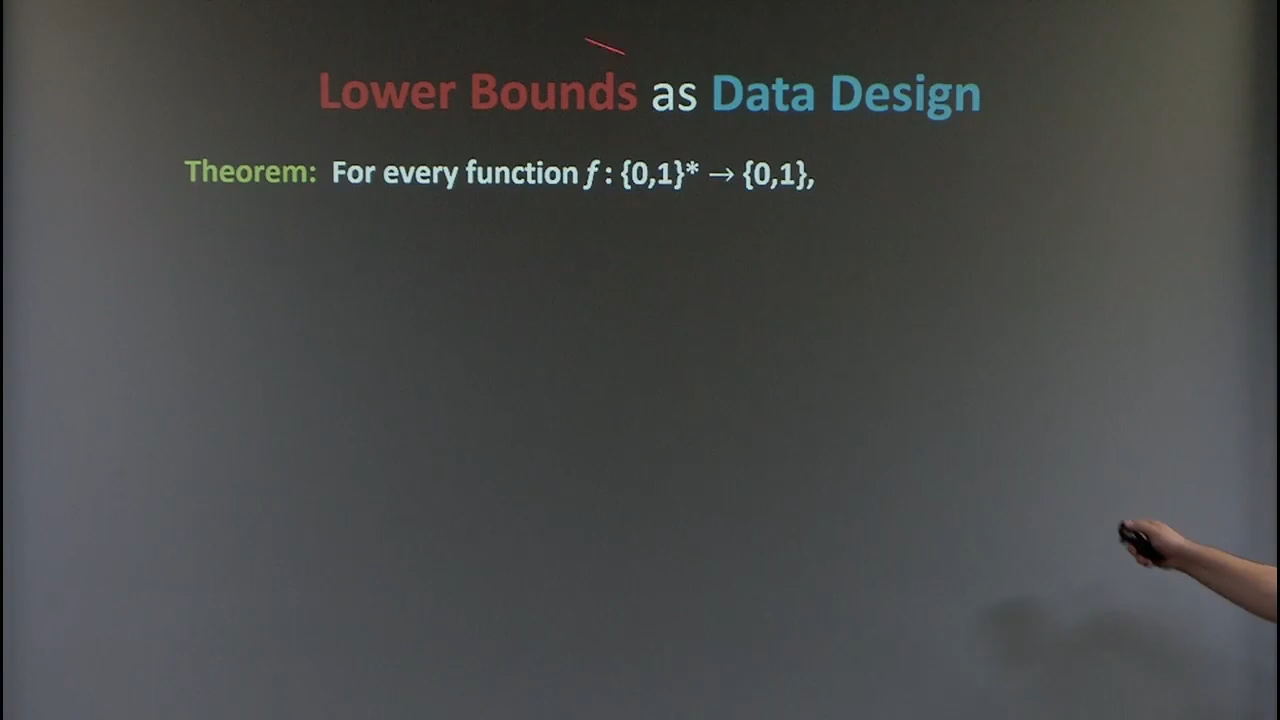 Lower Bounds as Data Design
Theorem: For every function f : {0,1}* → {0,1},